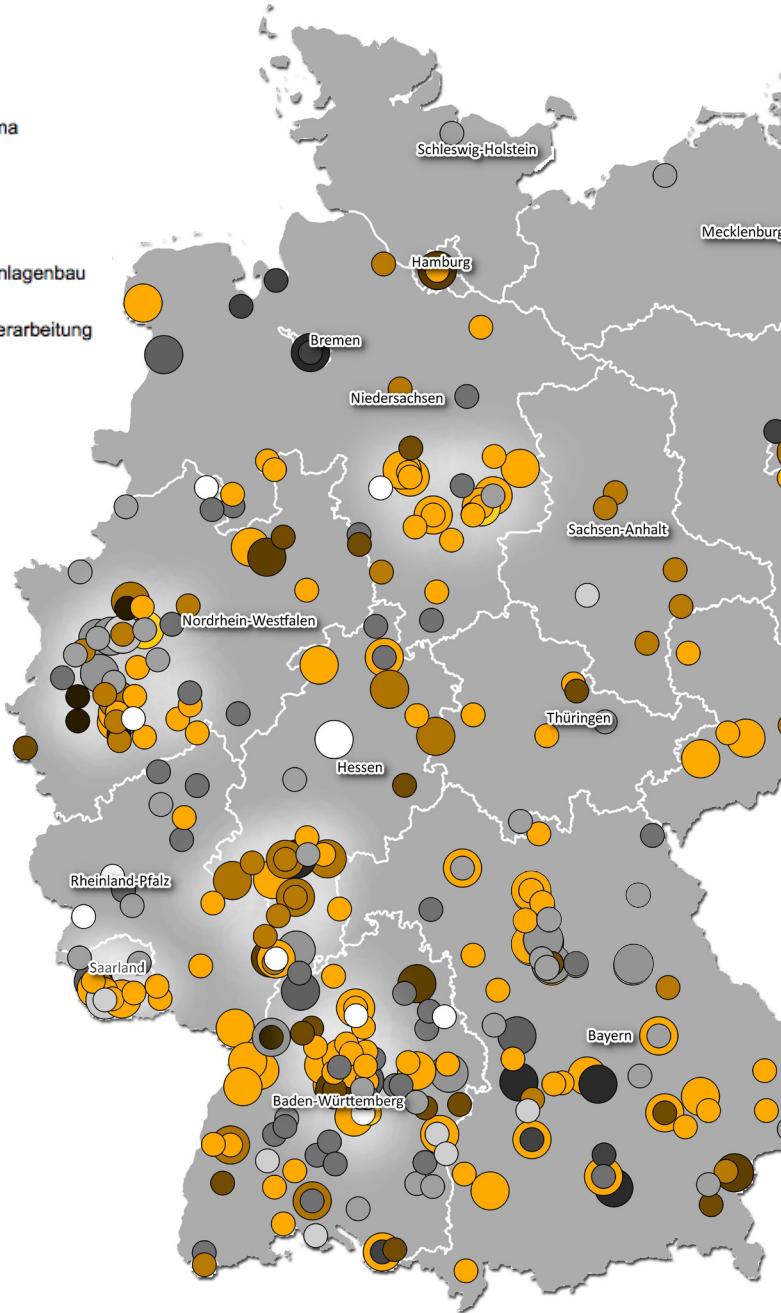 na
Schleswig-Holstein
Mecklenburg
Hamburg
nlagenbau
erarbeitung
Bremen
Niedersachsen
Sachsen-Anhalt
Nordrhein-Westfalen
Thüringen
Hessen
Rheinland-Pfalz
Saarland
Bayern
Baden-Württemberg